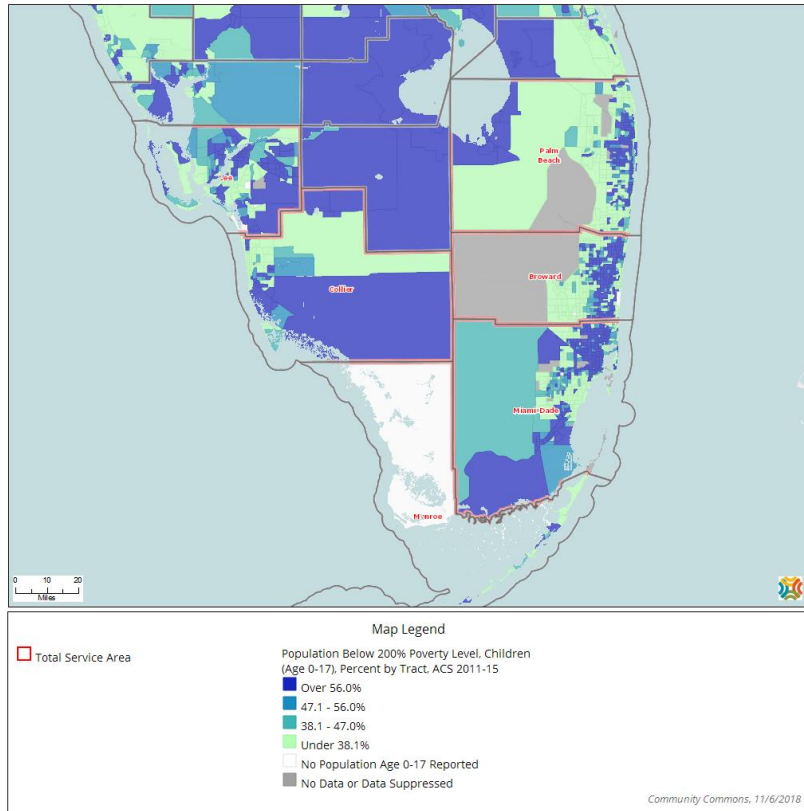 Palm
Beach
Lee
Broward
Collier
Miami-Dade
Monroe
0 10 20
Miles
Map Legend
Total Service Area
Population Below 200% Poverty Level, Children
(Age 0-17), Percent by Tract, ACS 2011-15
Over 56.0%
47.1 - 56.0%
38.1 - 47.0%
Under 38.1%
No Population Age 0-17 Reported
No Data or Data Suppressed
Community Commons, 11/6/2018